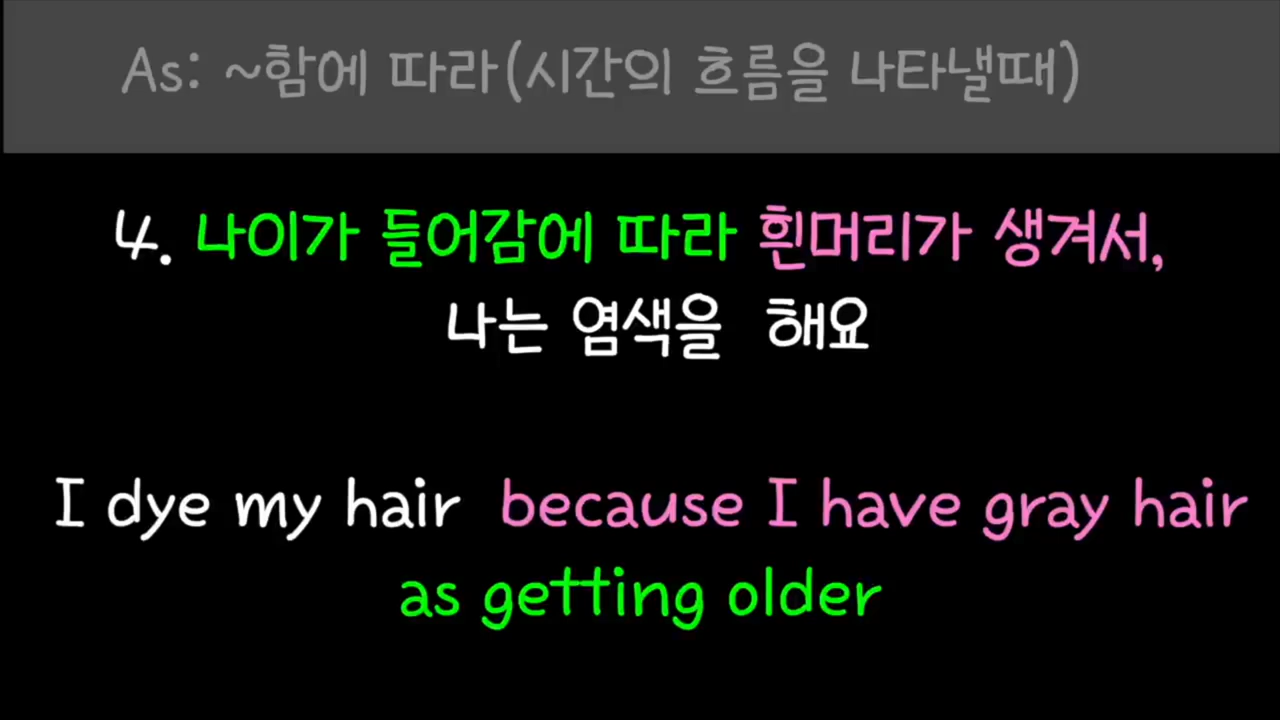 As: ~함에 따라(시간의 흐름을 나타낼때)
4. 나이가 들어감에 따라 흰머리가 생겨서,
나는 염색을 해요
I dye my hair because I have gray hair
as getting older